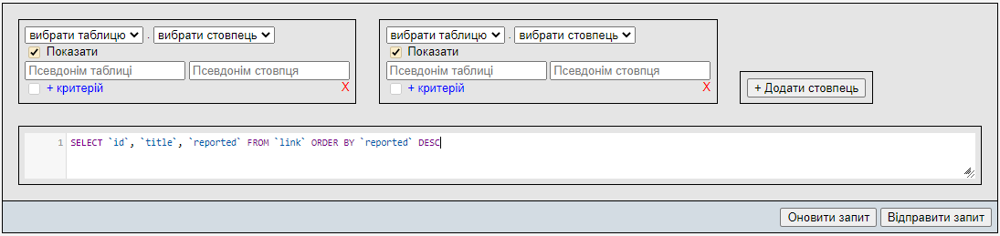 вибрати таблицю . вибрати стовпець
Показати
Псевдонім таблиці Псевдонім стовпця
+ критерій X
вибрати таблицю . вибрати стовпець
Показати
Псевдонім таблиці Псевдонім стовпця
+ критерій X
+ Додати стовпець
1 SELECT `id`, `title`, `reported` FROM `link` ORDER BY `reported` DESC
Оновити запит Відправити запит